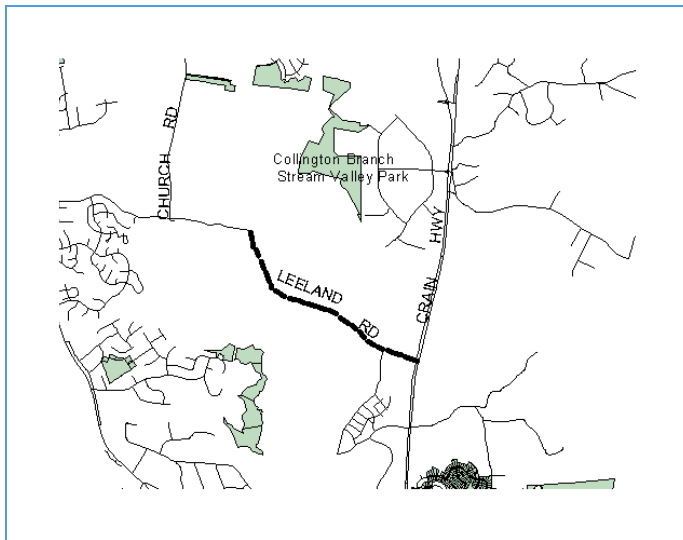 CHURCH RD
Collington Branch
Stream Valley Park
CRAIN HWY
LEELAND RD